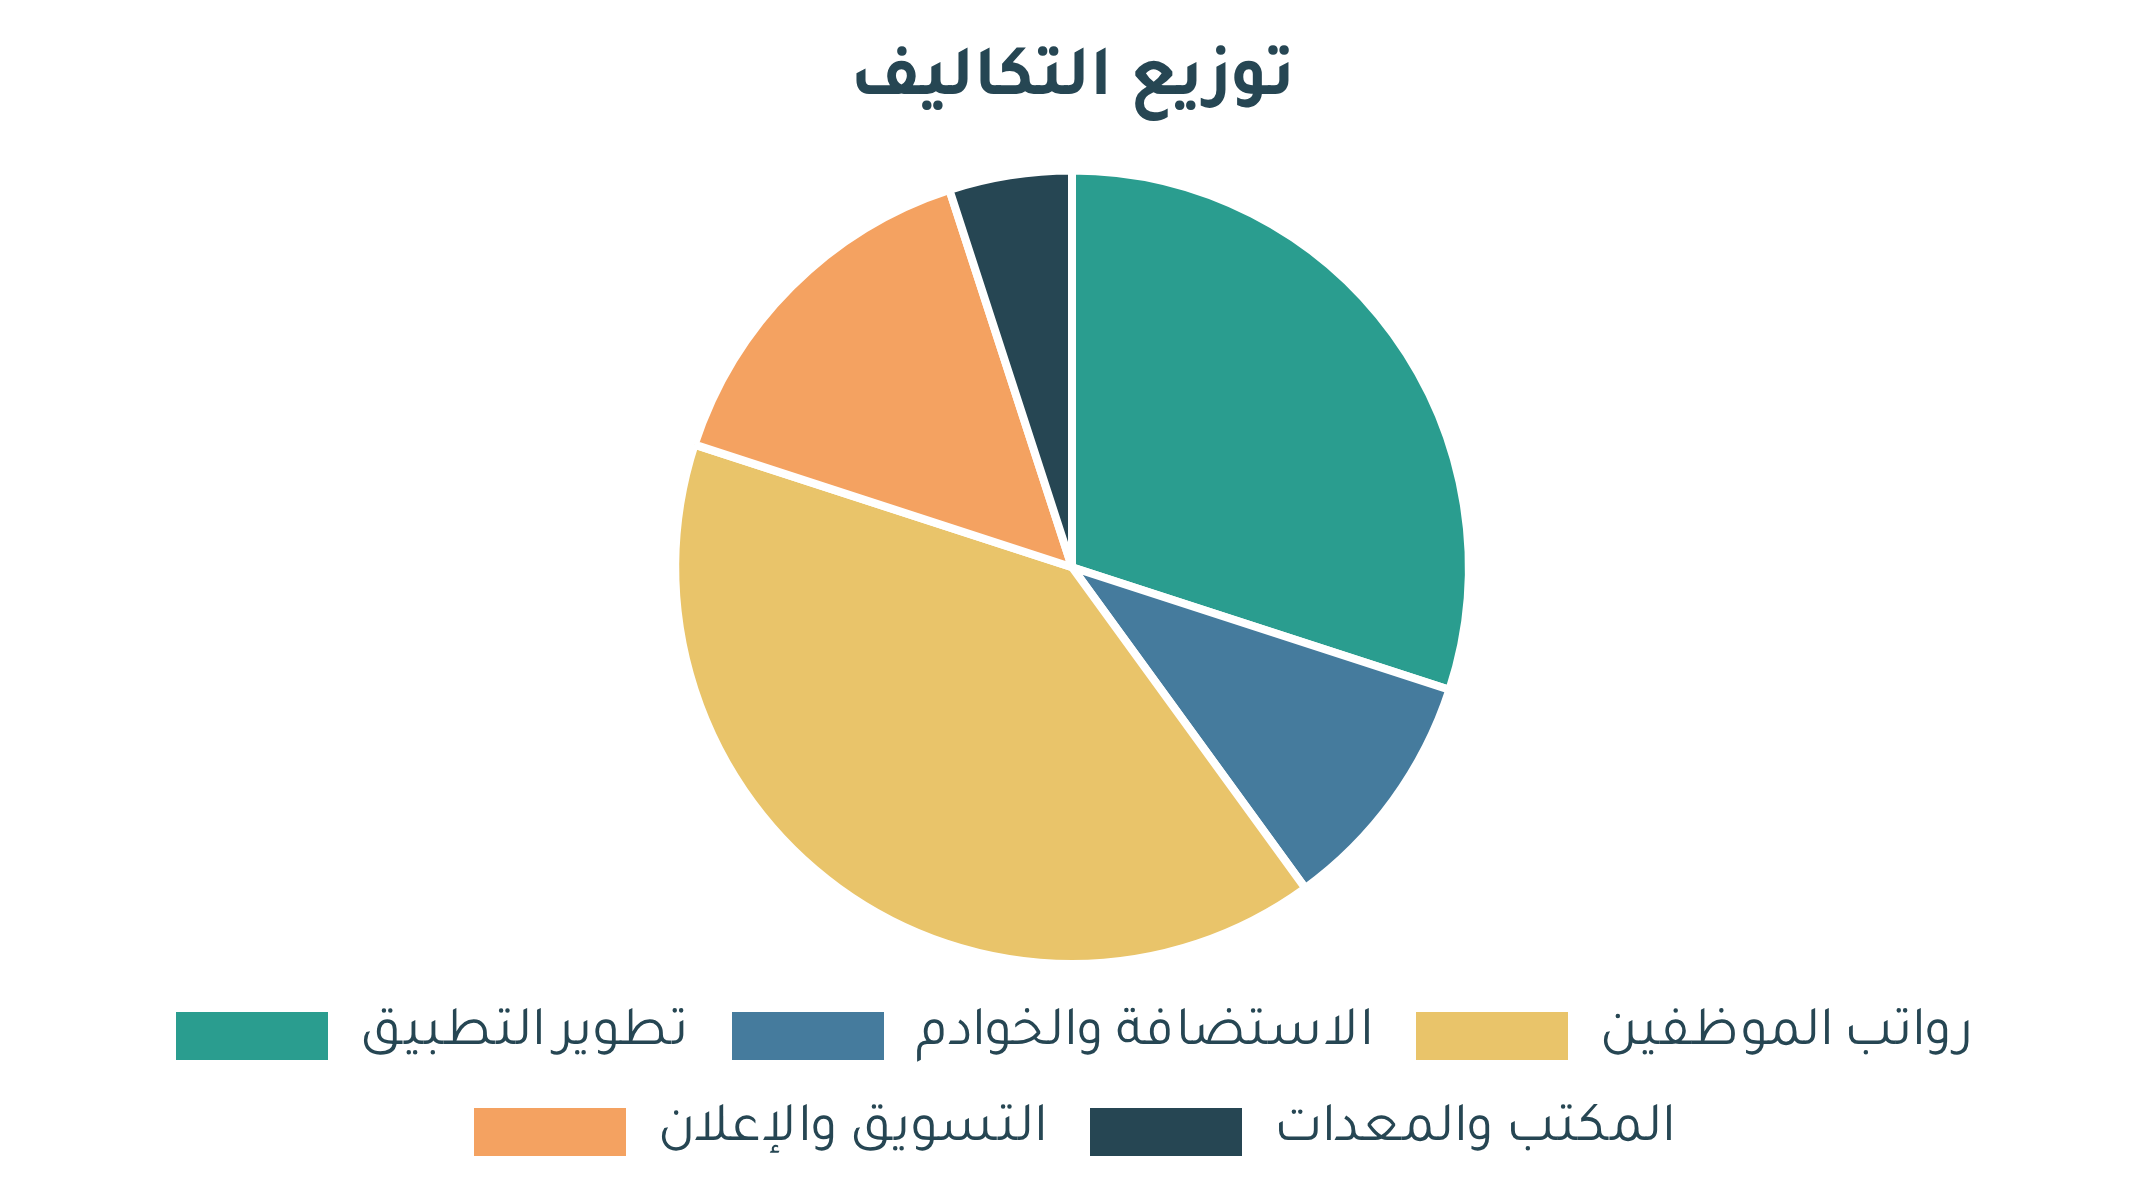 توزيع التكاليف
تطوير التطبيق
الاستضافة والخوادم
رواتب الموظفين
التسويق والإعلان
المكتب والمعدات